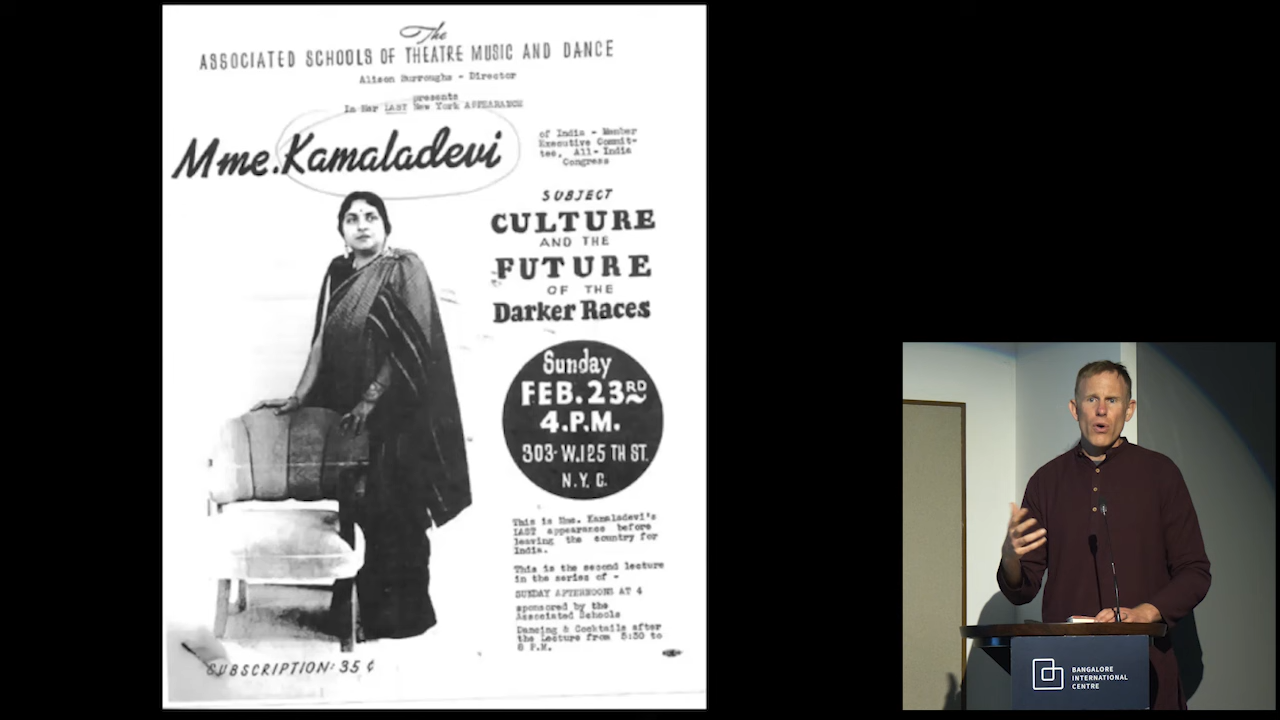 The
ASSOCIATED SCHOOLS OF THEATRE MUSIC AND DANCE
Alison Burroughs - Director
presents
In Her LAST New York APPEARANCE
Mme. Kamaladevi
of India - Member
Executive Commit-
tee, All-India
Congress
SUBJECT
CULTURE
AND THE
FUTURE
OF THE
Darker Races
Sunday
FEB. 23RD
4.P.M.
303-W.125 TH ST.
N.Y.C.
This is Mme. Kamaladevi's
LAST appearance before
leaving the country for
India.
This is the second lecture
in the series of -
SUNDAY AFTERNOONS AT 4
sponsored by the
Associated Schools
Dancing & Cocktails after
the Lecture from 5:30 to
8 P.M.
SUBSCRIPTION: 35 ¢
BANGALORE
INTERNATIONAL
CENTRE